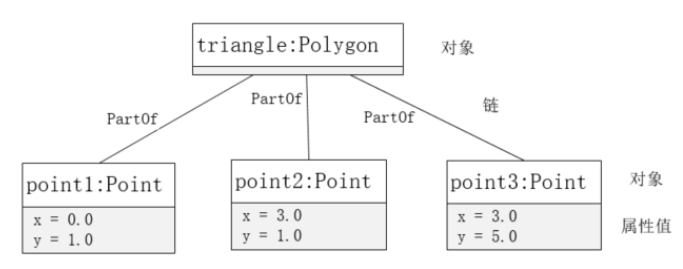 triangle:Polygon
对象
PartOf
PartOf
PartOf
链
point1:Point
x = 0.0
y = 1.0
point2:Point
x = 3.0
y = 1.0
point3:Point
x = 3.0
y = 5.0
对象
属性值